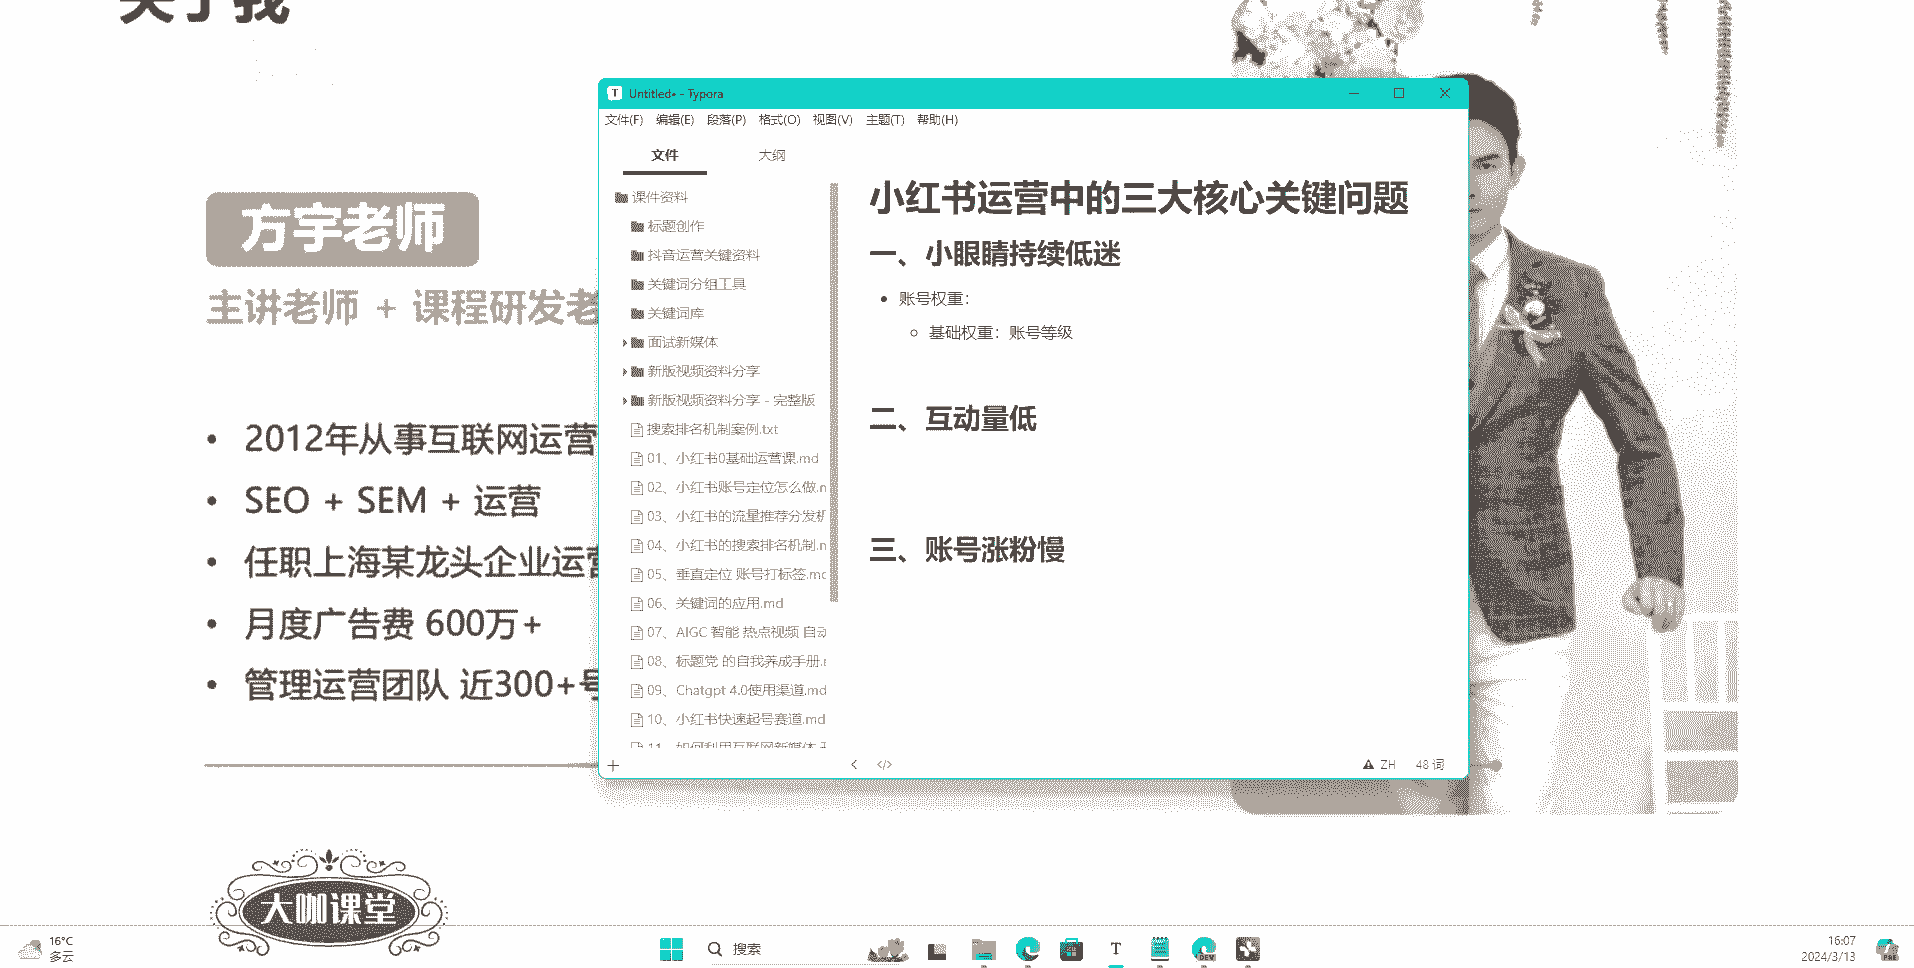 关于我
方宇老师
主讲老师 + 课程研发老
2012年从事互联网运营
SEO + SEM + 运营
任职上海某龙头企业运营
月度广告费 600万+
管理运营团队 近300+号
大咖课堂
Untitled• - Typora
文件(F) 编辑(E) 段落(P) 格式(O) 视图(V) 主题(T) 帮助(H)
文件 大纲
课件资料
标题创作
抖音运营关键资料
关键词分组工具
关键词库
面试新媒体
新版视频资料分享
新版视频资料分享 - 完整版
搜索排名机制案例.txt
01、小红书0基础运营课.md
02、小红书账号定位怎么做.n
03、小红书的流量推荐分发机
04、小红书的搜索排名机制.n
05、垂直定位 账号打标签.mc
06、关键词的应用.md
07、AIGC 智能 热点视频 自动
08、标题党 的自我养成手册.r
09、Chatgpt 4.0使用渠道.md
10、小红书快速起号赛道.md
11、如何利用互联网新媒体
小红书运营中的三大核心关键问题
一、小眼睛持续低迷
账号权重：
基础权重：账号等级
二、互动量低
三、账号涨粉慢
ZH 48 词
16°C
多云
搜索
16:07
2024/3/13